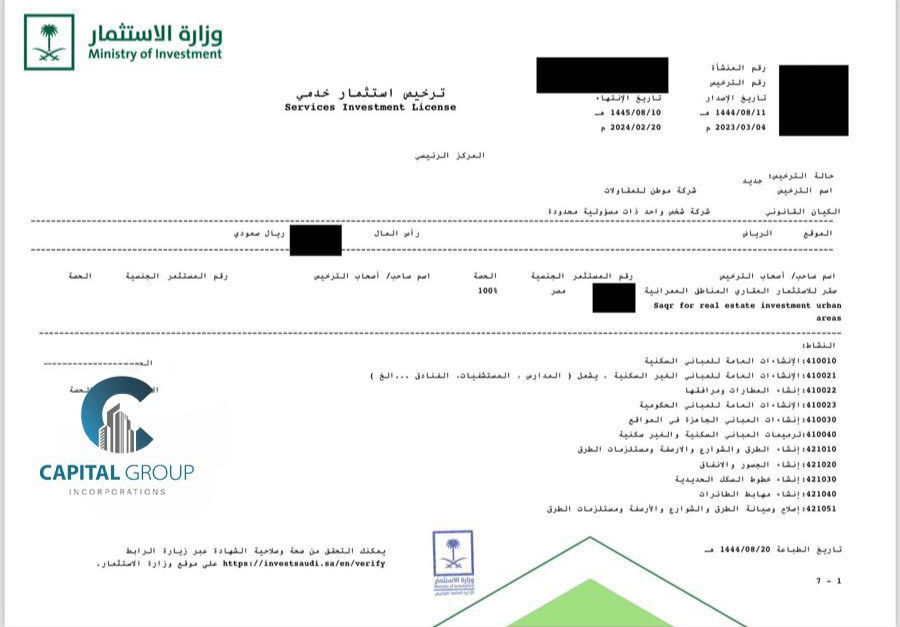 وزارة الاستثمار
Ministry of Investment
ترخيص استثمار خدمي
Services Investment License
رقم المنشأة
رقم الترخيص
تاريخ الإصدار تاريخ الإنتهاء
1444/08/11 هـ 1445/08/10 هـ
2023/03/04 م 2024/02/20 م
المركز الرئيسي
حالة الترخيص: جديد
اسم الترخيص شركة موطن للمقاولات
الكيان القانوني شركة شخص واحد ذات مسؤولية محدودة
الموقع الرياض رأس المال ريال سعودي
اسم صاحب/ أصحاب الترخيص رقم المستثمر الجنسية الحصة اسم صاحب/ أصحاب الترخيص رقم المستثمر الجنسية الحصة
صقر للاستثمار العقاري المناطق العمرانية مصر 100%
Saqr for real estate investment urban
areas
النشاط:
410010:الإنشاءات العامة للمباني السكنية
410021:الإنشاءات العامة للمباني الغير السكنية ، يشمل ( المدارس ، المستشفيات، الفنادق ...الخ )
410022:إنشاء المطارات ومرافقها
410023:الإنشاءات العامة للمباني الحكومية
410030:إنشاءات المباني الجاهزة في المواقع
410040:ترميمات المباني السكنية والغير سكنية
421010:إنشاء الطرق والشوارع والارصفة ومستلزمات الطرق
421020:إنشاء الجسور والانفاق
421030:إنشاء خطوط السكك الحديدية
421040:إنشاء مهابط الطائرات
421051:إصلاح وصيانة الطرق والشوارع والأرصفة ومستلزمات الطرق
CAPITAL GROUP
INCORPORATIONS
يمكنك التحقق من صحة وصلاحية الشهادة عبر زيارة الرابط
https://investsaudi.sa/en/verify على موقع وزارة الاستثمار.
وزارة الاستثمار
Ministry of Investment
تاريخ الطباعة 1444/08/20 هـ
7 - 1